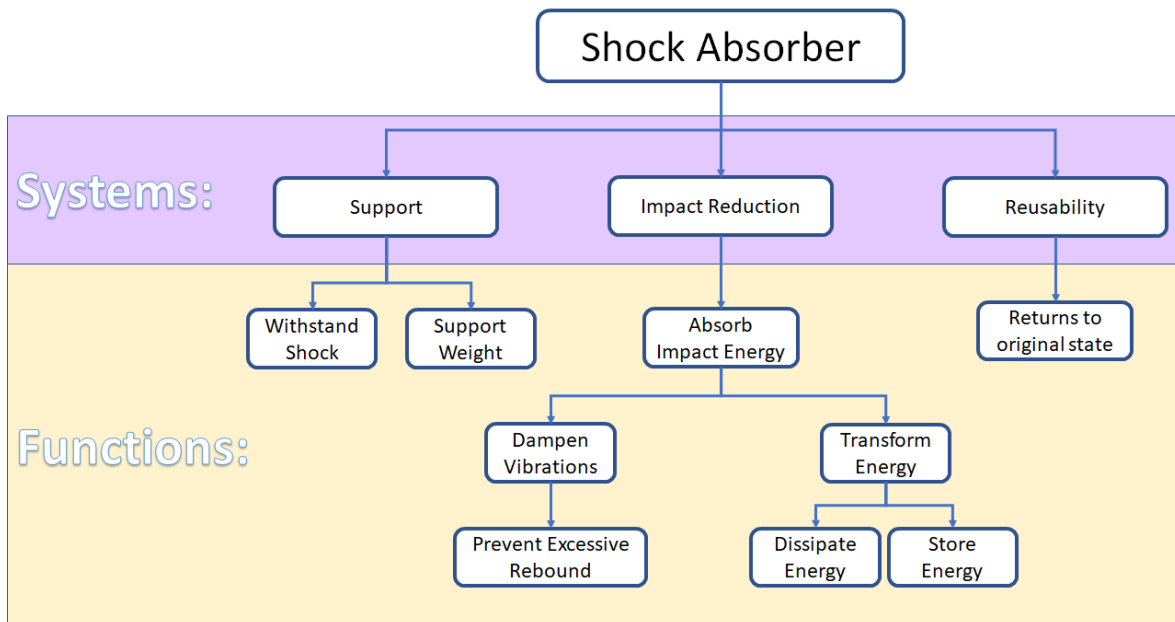 Shock Absorber
Systems:
Support
Impact Reduction
Reusability
Functions:
Withstand
Shock
Support
Weight
Absorb
Impact Energy
Returns to
original state
Dampen
Vibrations
Transform
Energy
Prevent Excessive
Rebound
Dissipate
Energy
Store
Energy